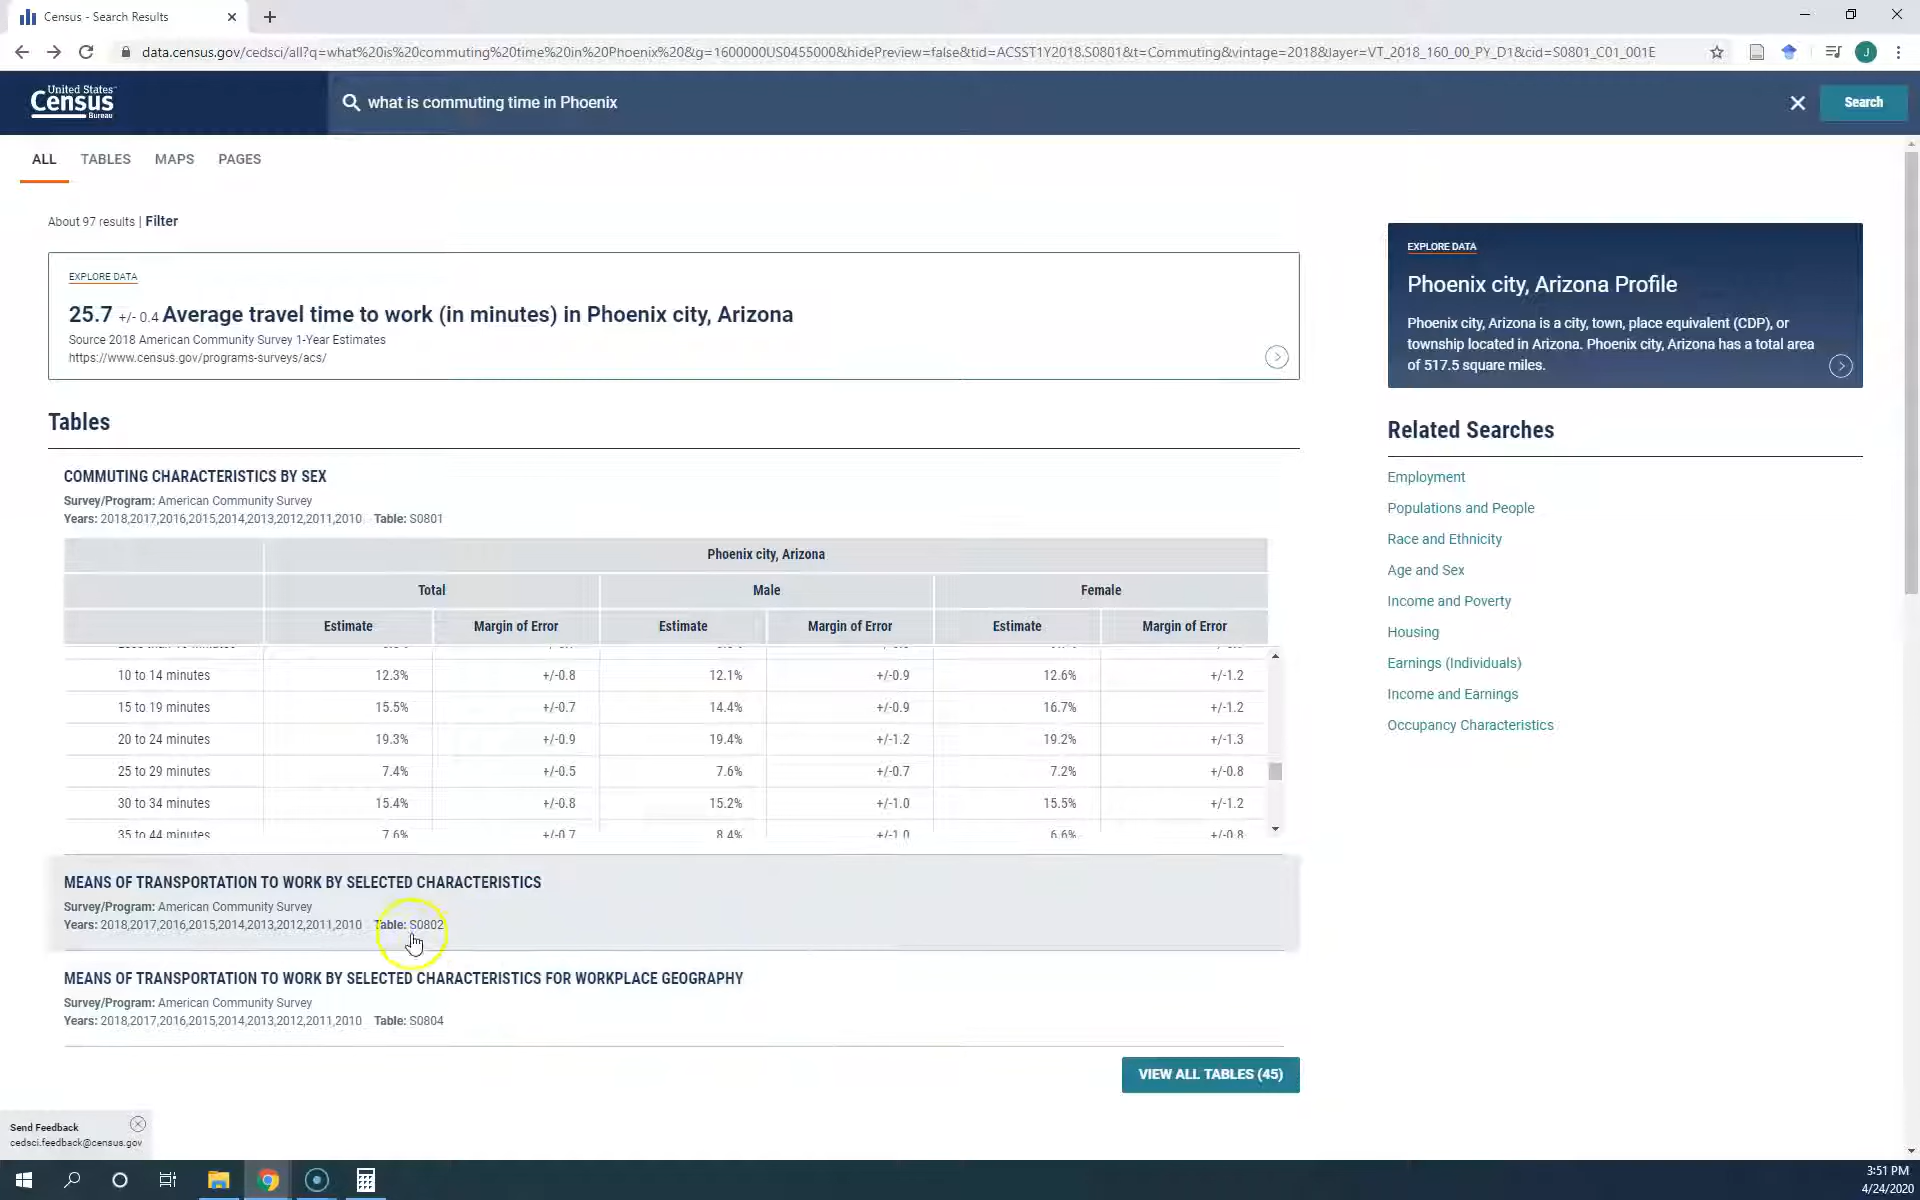 Census - Search Results
data.census.gov/cedsci/all?q=what%20is%20commuting%20time%20in%20Phoenix%20&g=1600000US0455000&hidePreview=false&tid=ACSST1Y2018.S0801&t=Commuting&vintage=2018&layer=VT_2018_160_00_PY_D1&cid=S0801_C01_001E
J
United States
Census
Bureau
what is commuting time in Phoenix
Search
ALL TABLES MAPS PAGES
About 97 results | Filter
EXPLORE DATA
25.7 +/- 0.4 Average travel time to work (in minutes) in Phoenix city, Arizona
Source 2018 American Community Survey 1-Year Estimates
https://www.census.gov/programs-surveys/acs/
EXPLORE DATA
Phoenix city, Arizona Profile
Phoenix city, Arizona is a city, town, place equivalent (CDP), or
township located in Arizona. Phoenix city, Arizona has a total area
of 517.5 square miles.
Tables
COMMUTING CHARACTERISTICS BY SEX
Survey/Program: American Community Survey
Years: 2018,2017,2016,2015,2014,2013,2012,2011,2010 Table: S0801
Phoenix city, Arizona
Total Male Female
Estimate Margin of Error Estimate Margin of Error Estimate Margin of Error
10 to 14 minutes 12.3% +/-0.8 12.1% +/-0.9 12.6% +/-1.2
15 to 19 minutes 15.5% +/-0.7 14.4% +/-0.9 16.7% +/-1.2
20 to 24 minutes 19.3% +/-0.9 19.4% +/-1.2 19.2% +/-1.3
25 to 29 minutes 7.4% +/-0.5 7.6% +/-0.7 7.2% +/-0.8
30 to 34 minutes 15.4% +/-0.8 15.2% +/-1.0 15.5% +/-1.2
35 to 44 minutes 7.6% +/-0.7 8.4% +/-1.0 6.6% +/-0.8
MEANS OF TRANSPORTATION TO WORK BY SELECTED CHARACTERISTICS
Survey/Program: American Community Survey
Years: 2018,2017,2016,2015,2014,2013,2012,2011,2010 Table: S0802
MEANS OF TRANSPORTATION TO WORK BY SELECTED CHARACTERISTICS FOR WORKPLACE GEOGRAPHY
Survey/Program: American Community Survey
Years: 2018,2017,2016,2015,2014,2013,2012,2011,2010 Table: S0804
VIEW ALL TABLES (45)
Related Searches
Employment
Populations and People
Race and Ethnicity
Age and Sex
Income and Poverty
Housing
Earnings (Individuals)
Income and Earnings
Occupancy Characteristics
Send Feedback
cedsci.feedback@census.gov
3:51 PM
4/24/2020